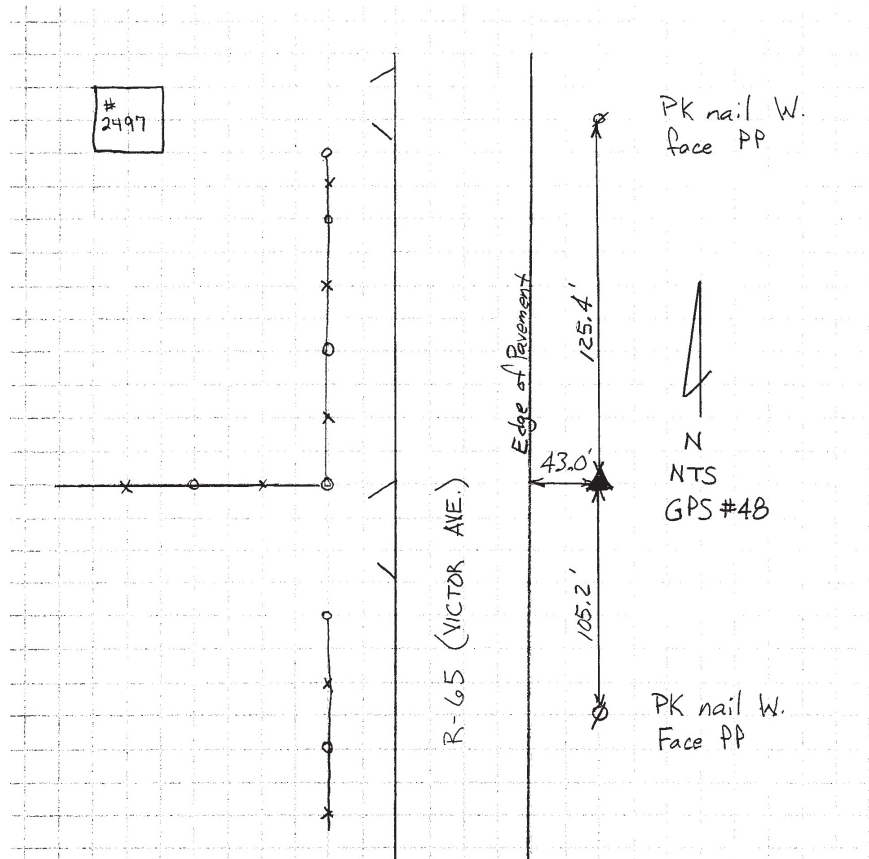 #
2497
PK nail W.
face PP
Edge of Pavement
125.4'
43.0'
N
NTS
GPS #48
R-65 (VICTOR AVE.)
105.2'
PK nail W.
Face PP